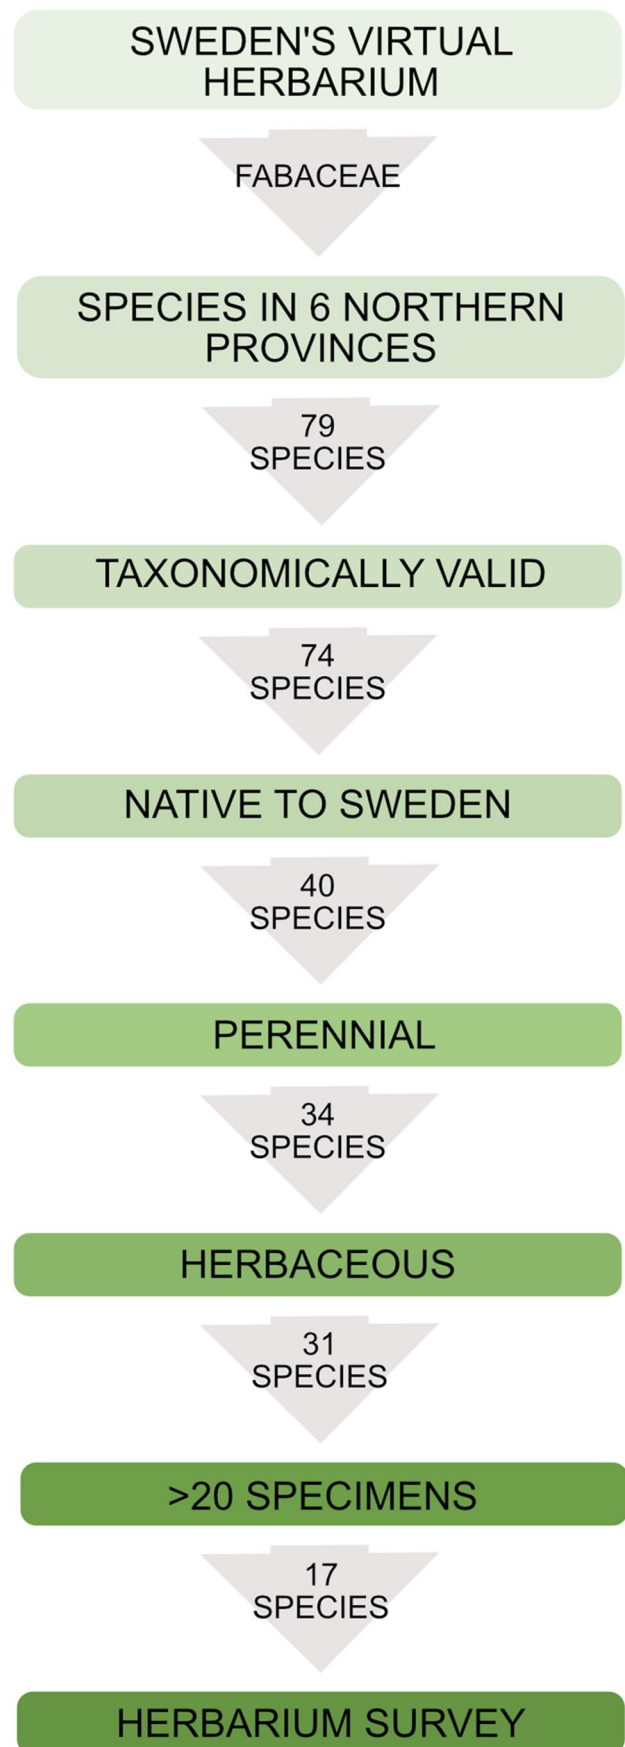 SWEDEN'S VIRTUAL
HERBARIUM
FABACEAE
SPECIES IN 6 NORTHERN
PROVINCES
79
SPECIES
TAXONOMICALLY VALID
74
SPECIES
NATIVE TO SWEDEN
40
SPECIES
PERENNIAL
34
SPECIES
HERBACEOUS
31
SPECIES
>20 SPECIMENS
17
SPECIES
HERBARIUM SURVEY